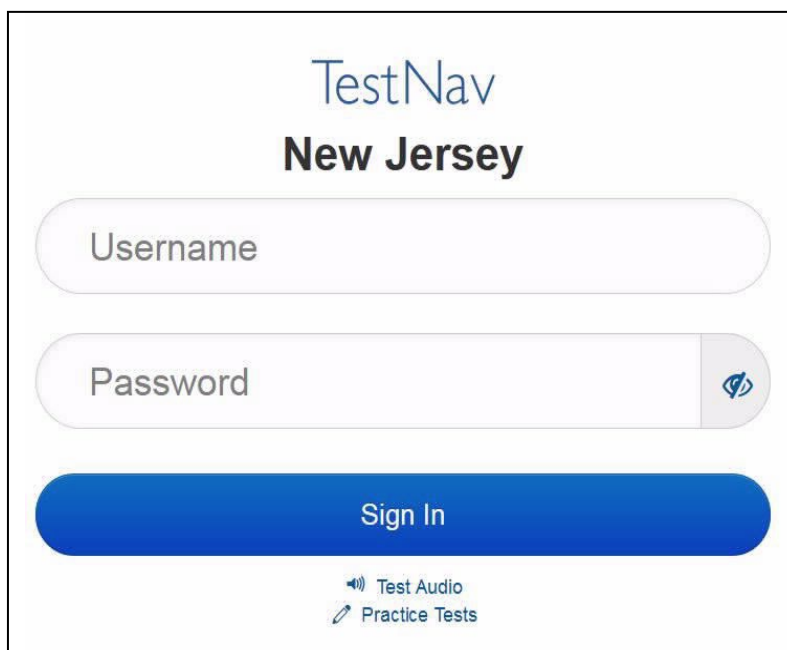 TestNav
New Jersey
Username
Password
Sign In
Test Audio
Practice Tests